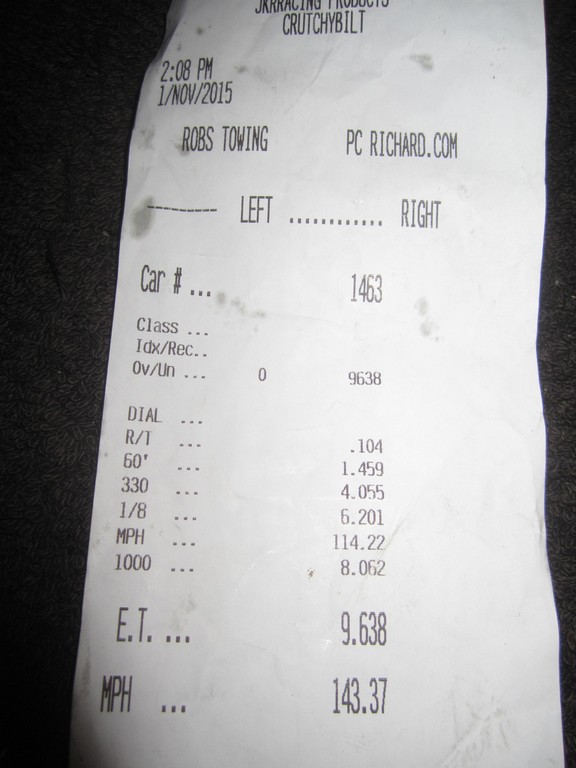 JKRRACING PRODUCTS
CRUTCHYBILT
2:08 PM
1/NOV/2015
ROBS TOWING PC RICHARD.COM
--------- LEFT ............ RIGHT
Car # ... 1463
Class ...
Idx/Rec..
Ov/Un ... 0 9638
DIAL ...
R/T ... .104
60' ... 1.459
330 ... 4.055
1/8 ... 6.201
MPH ... 114.22
1000 ... 8.062
E.T. ... 9.638
MPH ... 143.37